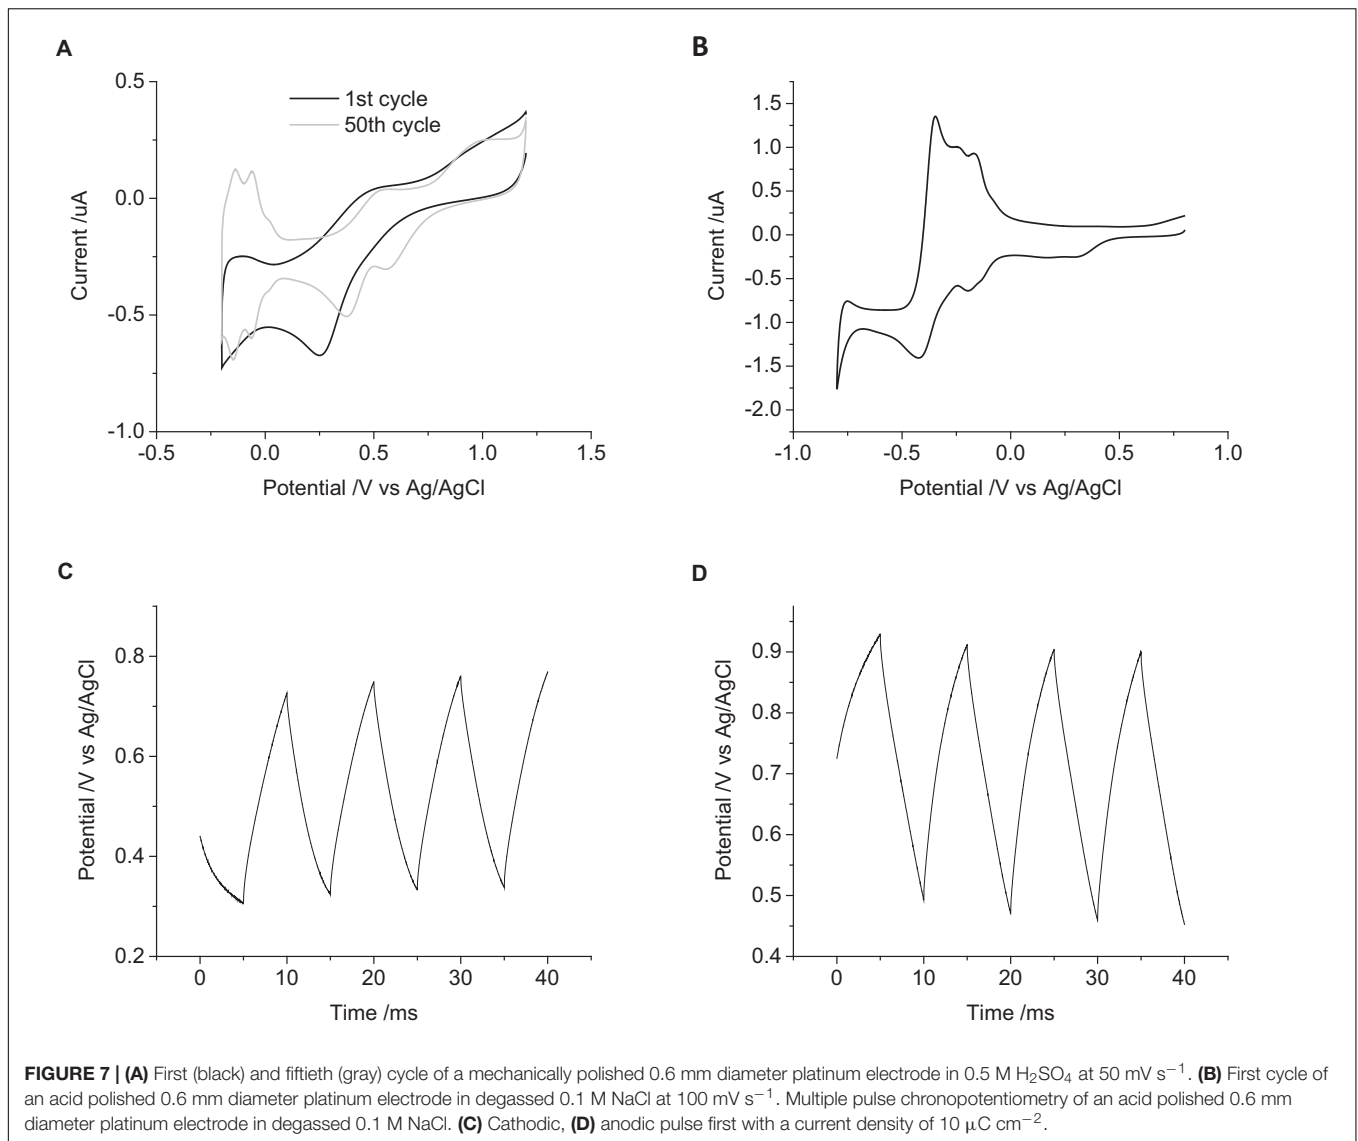 A
0.5
0.0
-0.5
-1.0
-0.5
0.0
0.5
1.0
1.5
Current /uA
Potential /V vs Ag/AgCl
1st cycle
50th cycle
B
1.5
1.0
0.5
0.0
-0.5
-1.0
-1.5
-2.0
-1.0
-0.5
0.0
0.5
1.0
Current /uA
Potential /V vs Ag/AgCl
C
0.8
0.6
0.4
0.2
0
10
20
30
40
Potential /V vs Ag/AgCl
Time /ms
D
0.9
0.8
0.7
0.6
0.5
0.4
0
10
20
30
40
Potential /V vs Ag/AgCl
Time /ms
FIGURE 7 | (A) First (black) and fiftieth (gray) cycle of a mechanically polished 0.6 mm diameter platinum electrode in 0.5 M H₂SO₄ at 50 mV s⁻¹. (B) First cycle of
an acid polished 0.6 mm diameter platinum electrode in degassed 0.1 M NaCl at 100 mV s⁻¹. Multiple pulse chronopotentiometry of an acid polished 0.6 mm
diameter platinum electrode in degassed 0.1 M NaCl. (C) Cathodic, (D) anodic pulse first with a current density of 10 μC cm⁻².